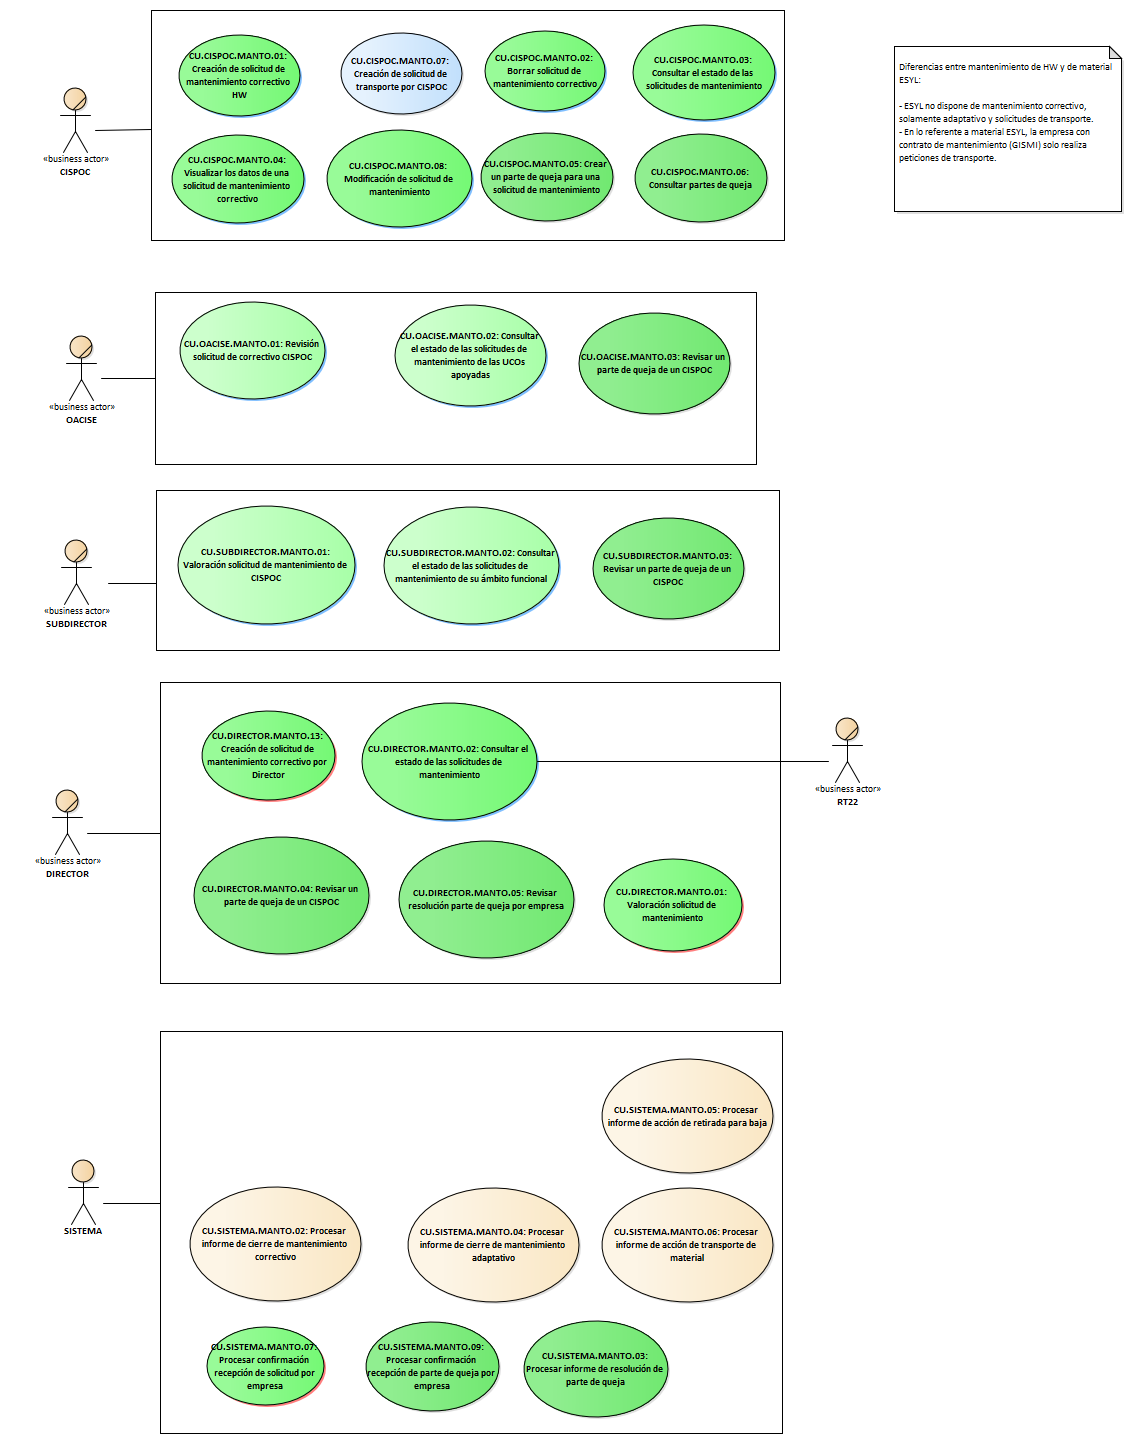 CU.CISPOC.MANTO.01:
Creación de solicitud de
mantenimiento correctivo
HW
CU.CISPOC.MANTO.07:
Creación de solicitud de
transporte por CISPOC
CU.CISPOC.MANTO.02:
Borrar solicitud de
mantenimiento correctivo
CU.CISPOC.MANTO.03:
Consultar el estado de las
solicitudes de mantenimiento
Diferencias entre mantenimiento de HW y de material
ESYL:
- ESYL no dispone de mantenimiento correctivo,
solamente adaptativo y solicitudes de transporte.
- En lo referente a material ESYL, la empresa con
contrato de mantenimiento (GISMI) solo realiza
peticiones de transporte.
«business actor»
CISPOC
CU.CISPOC.MANTO.04:
Visualizar los datos de una
solicitud de mantenimiento
correctivo
CU.CISPOC.MANTO.08:
Modificación de solicitud de
mantenimiento
CU.CISPOC.MANTO.05: Crear
un parte de queja para una
solicitud de mantenimiento
CU.CISPOC.MANTO.06:
Consultar partes de queja
CU.OACISE.MANTO.01: Revisión
solicitud de correctivo CISPOC
CU.OACISE.MANTO.02: Consultar
el estado de las solicitudes de
mantenimiento de las UCOs
apoyadas
CU.OACISE.MANTO.03: Revisar un
parte de queja de un CISPOC
«business actor»
OACISE
CU.SUBDIRECTOR.MANTO.01:
Valoración solicitud de mantenimiento de
CISPOC
CU.SUBDIRECTOR.MANTO.02: Consultar
el estado de las solicitudes de
mantenimiento de su ámbito funcional
CU.SUBDIRECTOR.MANTO.03:
Revisar un parte de queja de un
CISPOC
«business actor»
SUBDIRECTOR
CU.DIRECTOR.MANTO.13:
Creación de solicitud de
mantenimiento correctivo por
Director
CU.DIRECTOR.MANTO.02: Consultar el
estado de las solicitudes de
mantenimiento
«business actor»
RT22
«business actor»
DIRECTOR
CU.DIRECTOR.MANTO.04: Revisar un
parte de queja de un CISPOC
CU.DIRECTOR.MANTO.05: Revisar
resolución parte de queja por empresa
CU.DIRECTOR.MANTO.01:
Valoración solicitud de
mantenimiento
CU.SISTEMA.MANTO.05: Procesar
informe de acción de retirada para baja
SISTEMA
CU.SISTEMA.MANTO.02: Procesar
informe de cierre de mantenimiento
correctivo
CU.SISTEMA.MANTO.04: Procesar
informe de cierre de mantenimiento
adaptativo
CU.SISTEMA.MANTO.06: Procesar
informe de acción de transporte de
material
CU.SISTEMA.MANTO.07:
Procesar confirmación
recepción de solicitud por
empresa
CU.SISTEMA.MANTO.09:
Procesar confirmación
recepción de parte de queja por
empresa
CU.SISTEMA.MANTO.03:
Procesar informe de resolución de
parte de queja